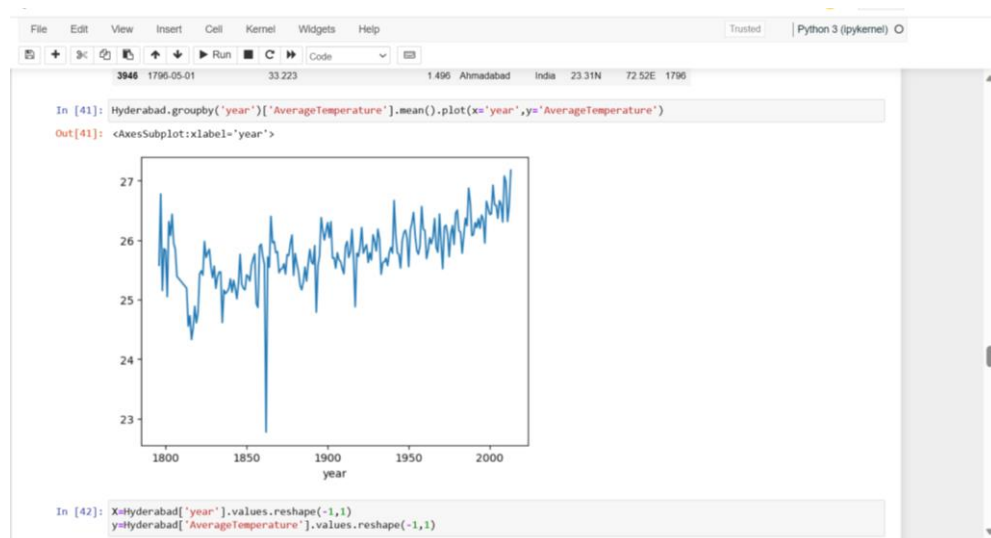 File Edit View Insert Cell Kernel Widgets Help Trusted Python 3 (ipykernel)
Run Code
3946 1796-05-01 33.223 1.496 Ahmadabad India 23.31N 72.52E 1796
In [41]: Hyderabad.groupby('year')['AverageTemperature'].mean().plot(x='year',y='AverageTemperature')
Out[41]: <AxesSubplot:xlabel='year'>
27
26
25
24
23
1800 1850 1900 1950 2000
year
In [42]: X=Hyderabad['year'].values.reshape(-1,1)
y=Hyderabad['AverageTemperature'].values.reshape(-1,1)